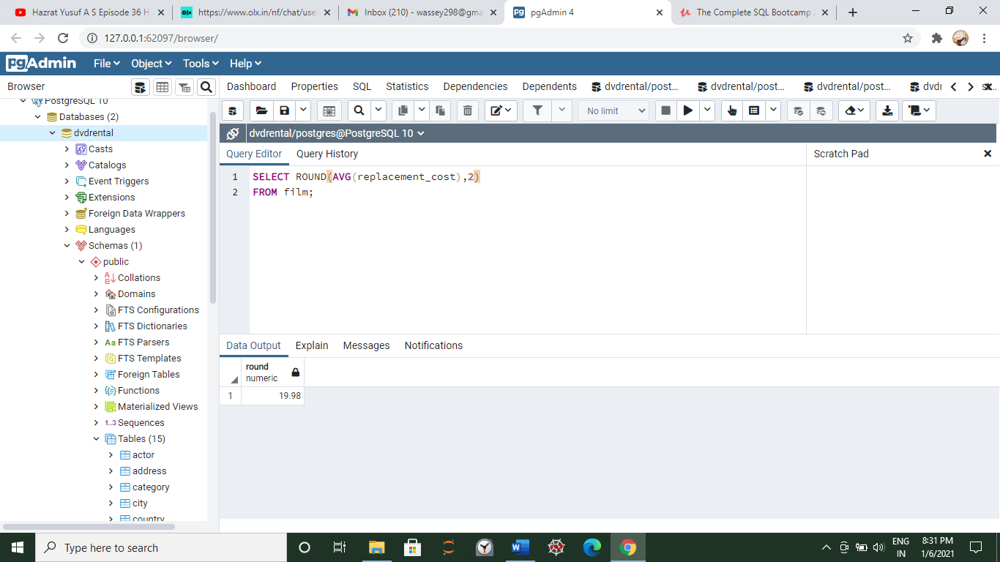 Hazrat Yusuf A S Episode 36 H
https://www.olx.in/nf/chat/use
Inbox (210) - wassey298@gma
pgAdmin 4
The Complete SQL Bootcamp
127.0.0.1:62097/browser/
pgAdmin File Object Tools Help
Browser
Dashboard Properties SQL Statistics Dependencies Dependents dvdrental/post... dvdrental/post... dvdrental/post... dvdr
No limit
dvdrental/postgres@PostgreSQL 10
Query Editor Query History
Scratch Pad
1 SELECT ROUND(AVG(replacement_cost),2)
2 FROM film;
PostgreSQL 10
Databases (2)
dvdrental
Casts
Catalogs
Event Triggers
Extensions
Foreign Data Wrappers
Languages
Schemas (1)
public
Collations
Domains
FTS Configurations
FTS Dictionaries
Aa FTS Parsers
FTS Templates
Foreign Tables
Functions
Materialized Views
1..3 Sequences
Tables (15)
actor
address
category
city
country
Data Output Explain Messages Notifications
round
numeric
1 19.98
Type here to search
ENG
IN
8:31 PM
1/6/2021